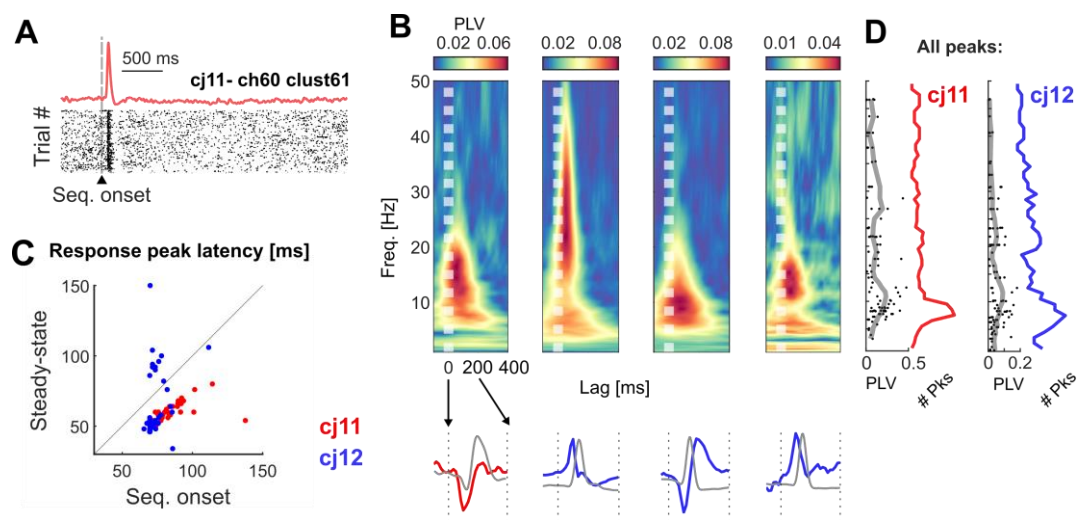 A
500 ms
cj11- ch60 clust61
Trial #
Seq. onset
B
PLV
0.02 0.06
0.02 0.08
0.02 0.08
0.01 0.04
50
40
30
20
10
Freq. [Hz]
0 200 400
Lag [ms]
C
Response peak latency [ms]
150
100
50
Steady-state
50 100 150
Seq. onset
cj11
cj12
D
All peaks:
cj11
cj12
0 0.5
PLV
# Pks
0 0.2
PLV
# Pks